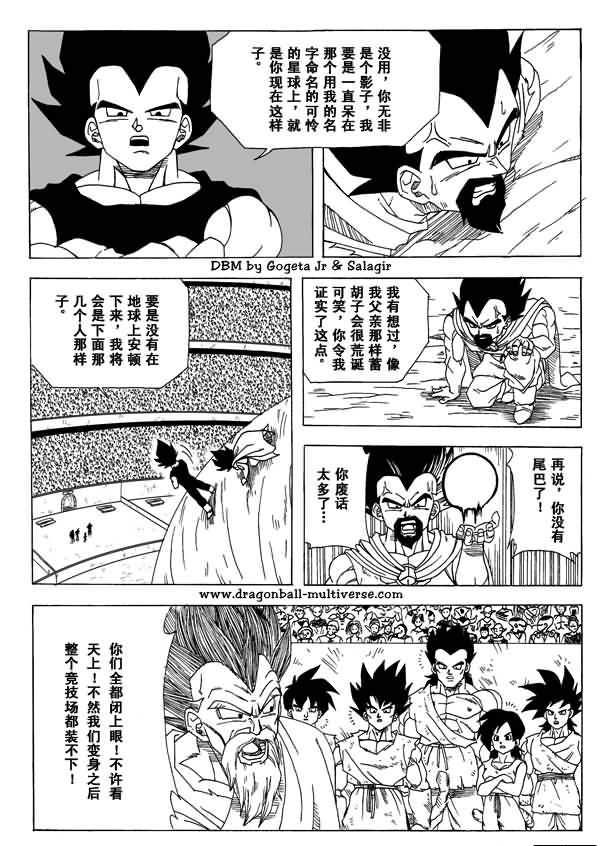 没用，你无非
是个影子，我
要是一直呆在
那个用我的名
字命名的可怜
的星球上，就
是你现在这样
子。
DBM by Gogeta Jr & Salagir
要是没有在
地球上安顿
下来，我将
会是下面那
几个人那样
子。
我有想过，像
我父亲那样蓄
胡子会很荒诞
可笑，你令我
证实了这点。
你废话
太多了…
再说，你没有
尾巴了！
www.dragonball-multiverse.com
你们全都闭上眼！不许看
天上！不然我们变身之后
整个竞技场都装不下！